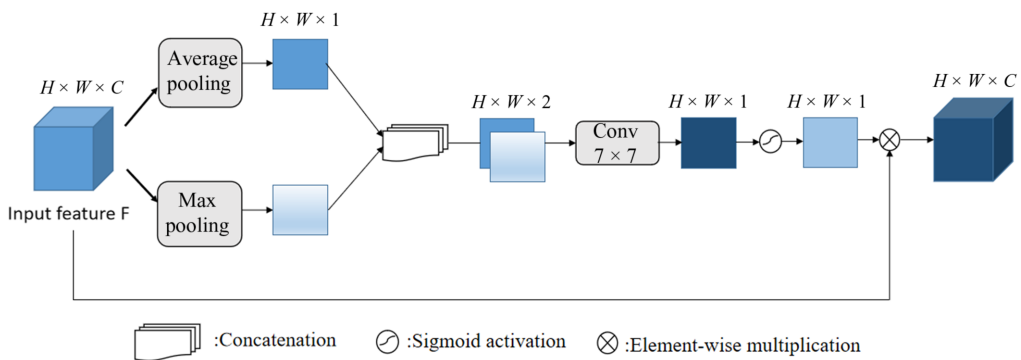 H × W × 1
Average
pooling
H × W × C
H × W × C
H × W × 2
H × W × 1
H × W × 1
Conv
7 × 7
Max
pooling
Input feature F
:Concatenation
:Sigmoid activation
:Element-wise multiplication